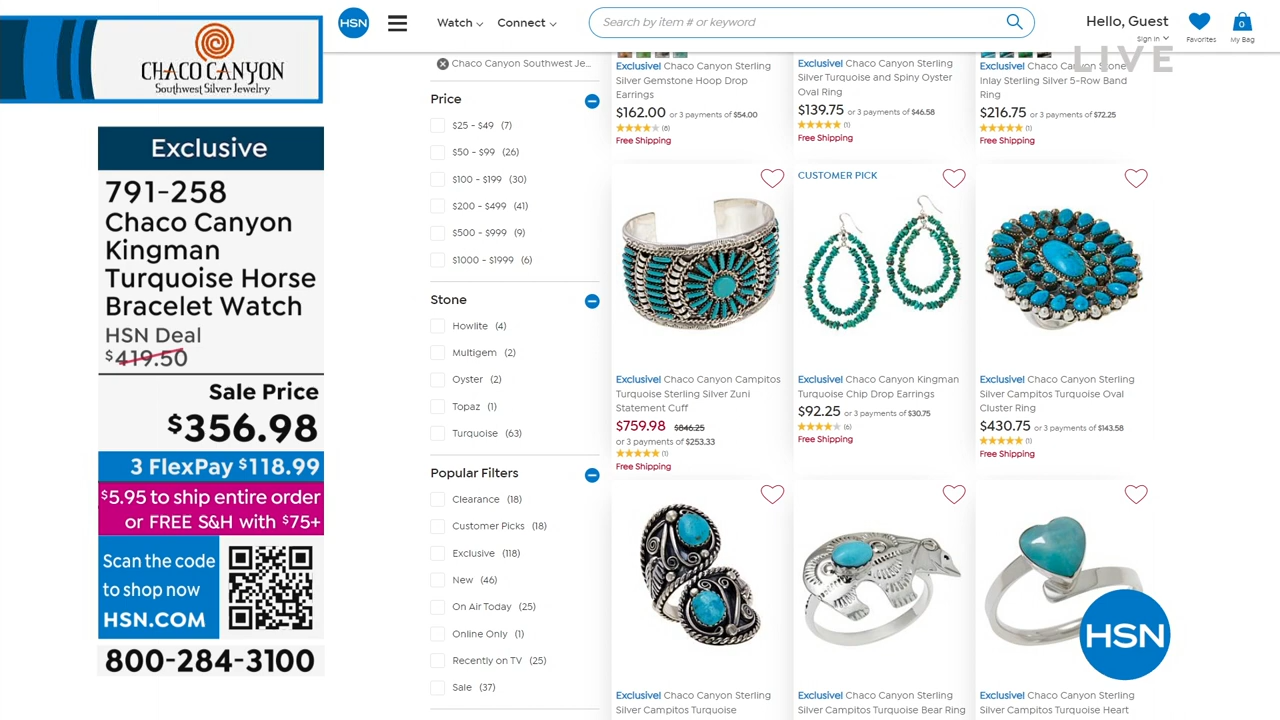 CHACO CANYON
Southwest Silver Jewelry
Exclusive
791-258
Chaco Canyon
Kingman
Turquoise Horse
Bracelet Watch
HSN Deal
$419.50
Sale Price
$356.98
3 FlexPay $118.99
$5.95 to ship entire order
or FREE S&H with $75+
Scan the code
to shop now
HSN.COM
800-284-3100
HSN
Watch
Connect
Search by item # or keyword
Hello, Guest
Sign in
Favorites
0
My Bag
LIVE
Chaco Canyon Southwest Je...
Price
$25 - $49 (7)
$50 - $99 (26)
$100 - $199 (30)
$200 - $499 (41)
$500 - $999 (9)
$1000 - $1999 (6)
Stone
Howlite (4)
Multigem (2)
Oyster (2)
Topaz (1)
Turquoise (63)
Popular Filters
Clearance (18)
Customer Picks (18)
Exclusive (118)
New (46)
On Air Today (25)
Online Only (1)
Recently on TV (25)
Sale (37)
Exclusive! Chaco Canyon Sterling
Silver Gemstone Hoop Drop
Earrings
$162.00 or 3 payments of $54.00
(8)
Free Shipping
Exclusive! Chaco Canyon Sterling
Silver Turquoise and Spiny Oyster
Oval Ring
$139.75 or 3 payments of $46.58
(1)
Free Shipping
Exclusive! Chaco Canyon Stone
Inlay Sterling Silver 5-Row Band
Ring
$216.75 or 3 payments of $72.25
(1)
Free Shipping
Exclusive! Chaco Canyon Campitos
Turquoise Sterling Silver Zuni
Statement Cuff
$759.98 $846.25
or 3 payments of $253.33
(1)
Free Shipping
CUSTOMER PICK
Exclusive! Chaco Canyon Kingman
Turquoise Chip Drop Earrings
$92.25 or 3 payments of $30.75
(6)
Free Shipping
Exclusive! Chaco Canyon Sterling
Silver Campitos Turquoise Oval
Cluster Ring
$430.75 or 3 payments of $143.58
(1)
Free Shipping
Exclusive! Chaco Canyon Sterling
Silver Campitos Turquoise
Exclusive! Chaco Canyon Sterling
Silver Campitos Turquoise Bear Ring
Exclusive! Chaco Canyon Sterling
Silver Campitos Turquoise Heart
HSN